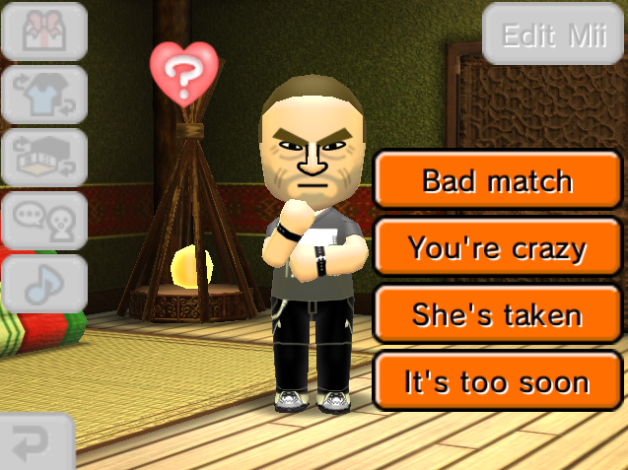 Edit Mii
?
Bad match
You're crazy
She's taken
It's too soon